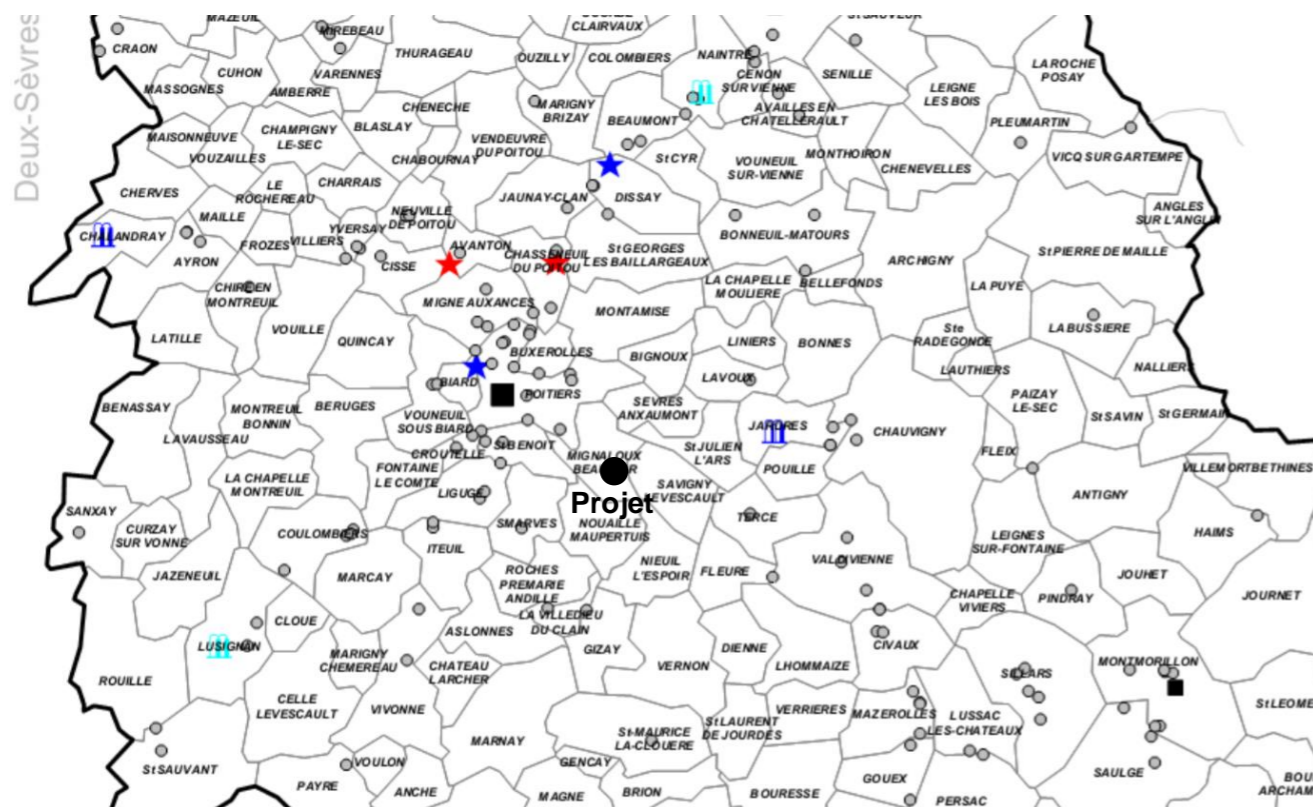 Deux-Sèvres
MAZEUIL
CLAIRVAUX
St SAUVEUR
CRAON
MIREBEAU
THURAGEAU
OUZILLY
COLOMBIERS
NAINTRE
CENON
SUR VIENNE
SENILLE
LA ROCHE
POSAY
CUHON
VARENNES
MASSOGNES
AMBERRE
CHENECHE
MARIGNY
BRIZAY
BEAUMONT
AVAILLES EN
CHATELLERAULT
LEIGNE
LES BOIS
PLEUMARTIN
MAISONNEUVE
CHAMPIGNY
LE-SEC
BLASLAY
VENDEUVRE
DU POITOU
VOUZAILLES
CHABOURNAY
St CYR
VOUNEUIL
SUR-VIENNE
MONTHOIRON
CHENEVELLES
VICQ SUR GARTEMPE
CHERVES
LE
ROCHEREAU
CHARRAIS
JAUNAY-CLAN
DISSAY
MAILLE
NEUVILLE
DE POITOU
ANGLES
SUR L'ANGLIN
CHALANDRAY
FROZES
VILLIERS
YVERSAY
AVANTON
CHASSENEUIL
DU POITOU
St GEORGES
LES BAILLARGEAUX
BONNEUIL-MATOURS
AYRON
CISSE
ARCHIGNY
St PIERRE DE MAILLE
CHIRE EN
MONTREUIL
MIGNE AUXANCES
LA CHAPELLE
MOULIERE
BELLEFONDS
LA PUYE
LATILLE
VOUILLE
QUINCAY
MONTAMISE
LA BUSSIERE
BUXEROLLES
BIGNOUX
LINIERS
BONNES
Ste
RADEGONDE
LAUTHIERS
NALLIERS
BIARD
POITIERS
LAVOUX
BENASSAY
MONTREUIL
BONNIN
BERUGES
VOUNEUIL
SOUS BIARD
SEVRES
ANXAUMONT
PAIZAY
LE-SEC
St SAVIN
St GERMAIN
LAVAUSSEAU
JARDRES
CHAUVIGNY
CROUTELLE
St BENOIT
MIGNALOUX
BEAUVOIR
St JULIEN
L'ARS
POUILLE
FLEIX
LA CHAPELLE
MONTREUIL
FONTAINE
LE COMTE
VILLEMORT
BETHINES
LIGUGE
Projet
SAVIGNY
LEVESCAULT
ANTIGNY
SANXAY
CURZAY
SUR VONNE
COULOMBIERS
SMARVES
NOUAILLE
MAUPERTUIS
TERCE
HAIMS
ITEUIL
LEIGNES
SUR-FONTAINE
JAZENEUIL
MARCAY
ROCHES
PREMARIE
ANDILLE
NIEUIL
L'ESPOIR
FLEURE
VALDIVIENNE
JOUHET
CHAPELLE
VIVIERS
PINDRAY
JOURNET
CLOUE
ASLONNES
LA VILLEDIEU
DU CLAIN
LUSIGNAN
MARIGNY
CHEMEREAU
CHATEAU
LARCHER
GIZAY
VERNON
DIENNE
LHOMMAIZE
CIVAUX
MONTMORILLON
ROUILLE
SILLARS
CELLE
LEVESCAULT
VIVONNE
VERRIERES
MAZEROLLES
LUSSAC
LES-CHATEAUX
St LEOME
MARNAY
St-MAURICE
LA-CLOUERE
St LAURENT
DE JOURDES
St SAUVANT
PAYRE
VOULON
ANCHE
GENCAY
MAGNE
BRION
BOURESSE
GOUEX
PERSAC
SAULGE
BOU
ARCHAM